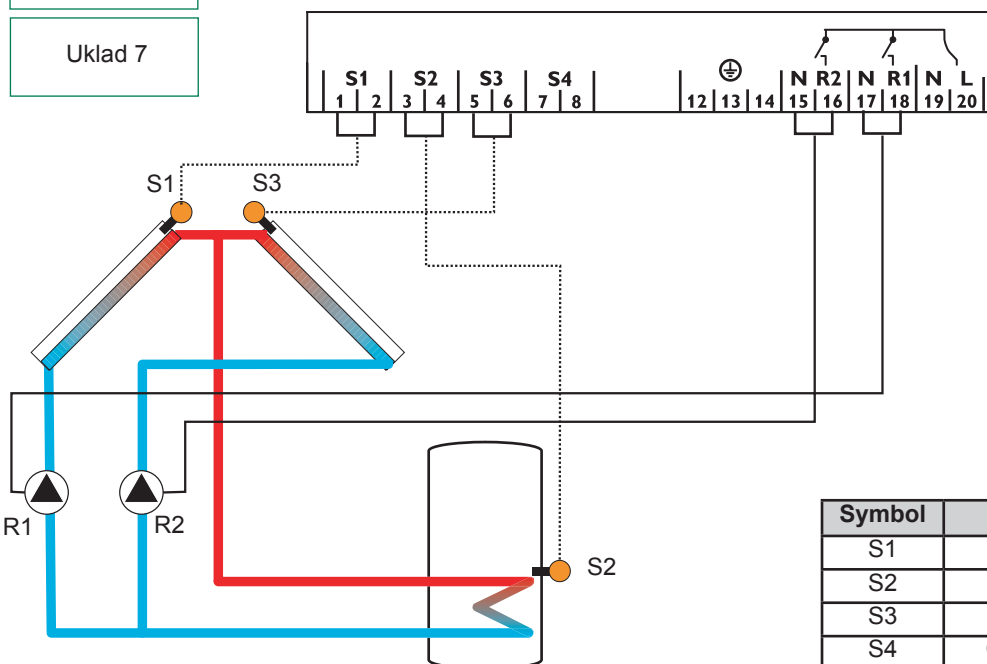 Uklad 7
S1 S2 S3 S4 N R2 N R1 N L
1 2 3 4 5 6 7 8 12 13 14 15 16 17 18 19 20
S1 S3
R1 R2
S2
Symbol
S1
S2
S3
S4